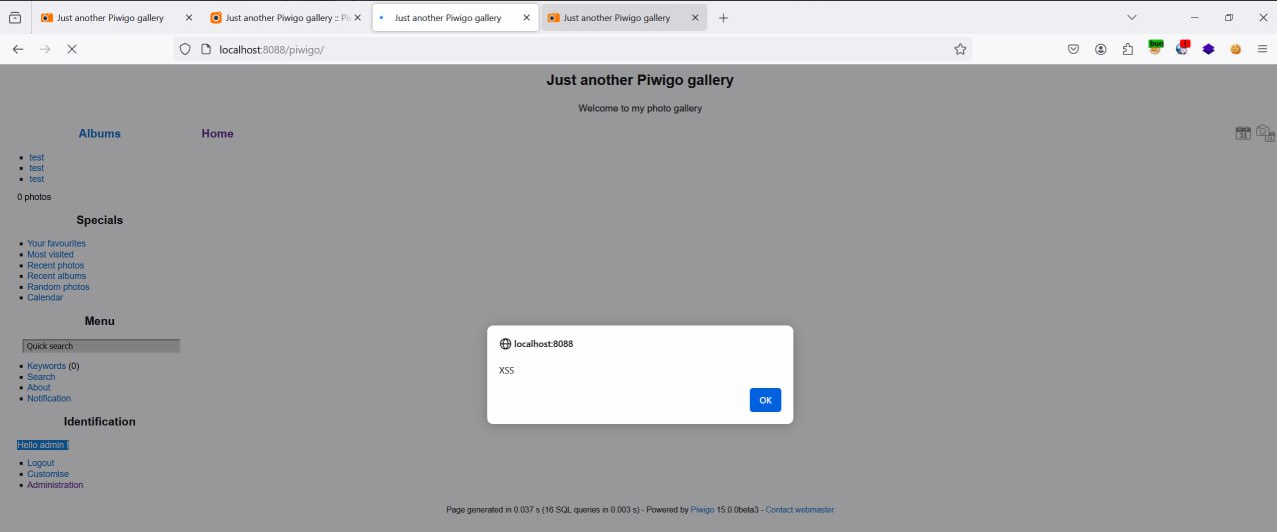 Just another Piwigo gallery
Just another Piwigo gallery :: Pi
Just another Piwigo gallery
Just another Piwigo gallery
localhost:8088/piwigo/
bun
Just another Piwigo gallery
Welcome to my photo gallery
Albums
Home
31
test
test
test
0 photos
Specials
Your favourites
Most visited
Recent photos
Recent albums
Random photos
Calendar
Menu
Quick search
Keywords (0)
Search
About
Notification
Identification
Hello admin !
Logout
Customise
Administration
localhost:8088
XSS
OK
Page generated in 0.037 s (16 SQL queries in 0.003 s) - Powered by Piwigo 15.0.0beta3 - Contact webmaster